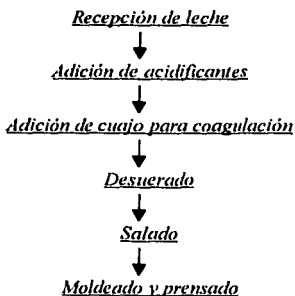 Recepción de leche
Adición de acidificantes
Adición de cuajo para coagulación
Desuerado
Salado
Moldeado y prensado